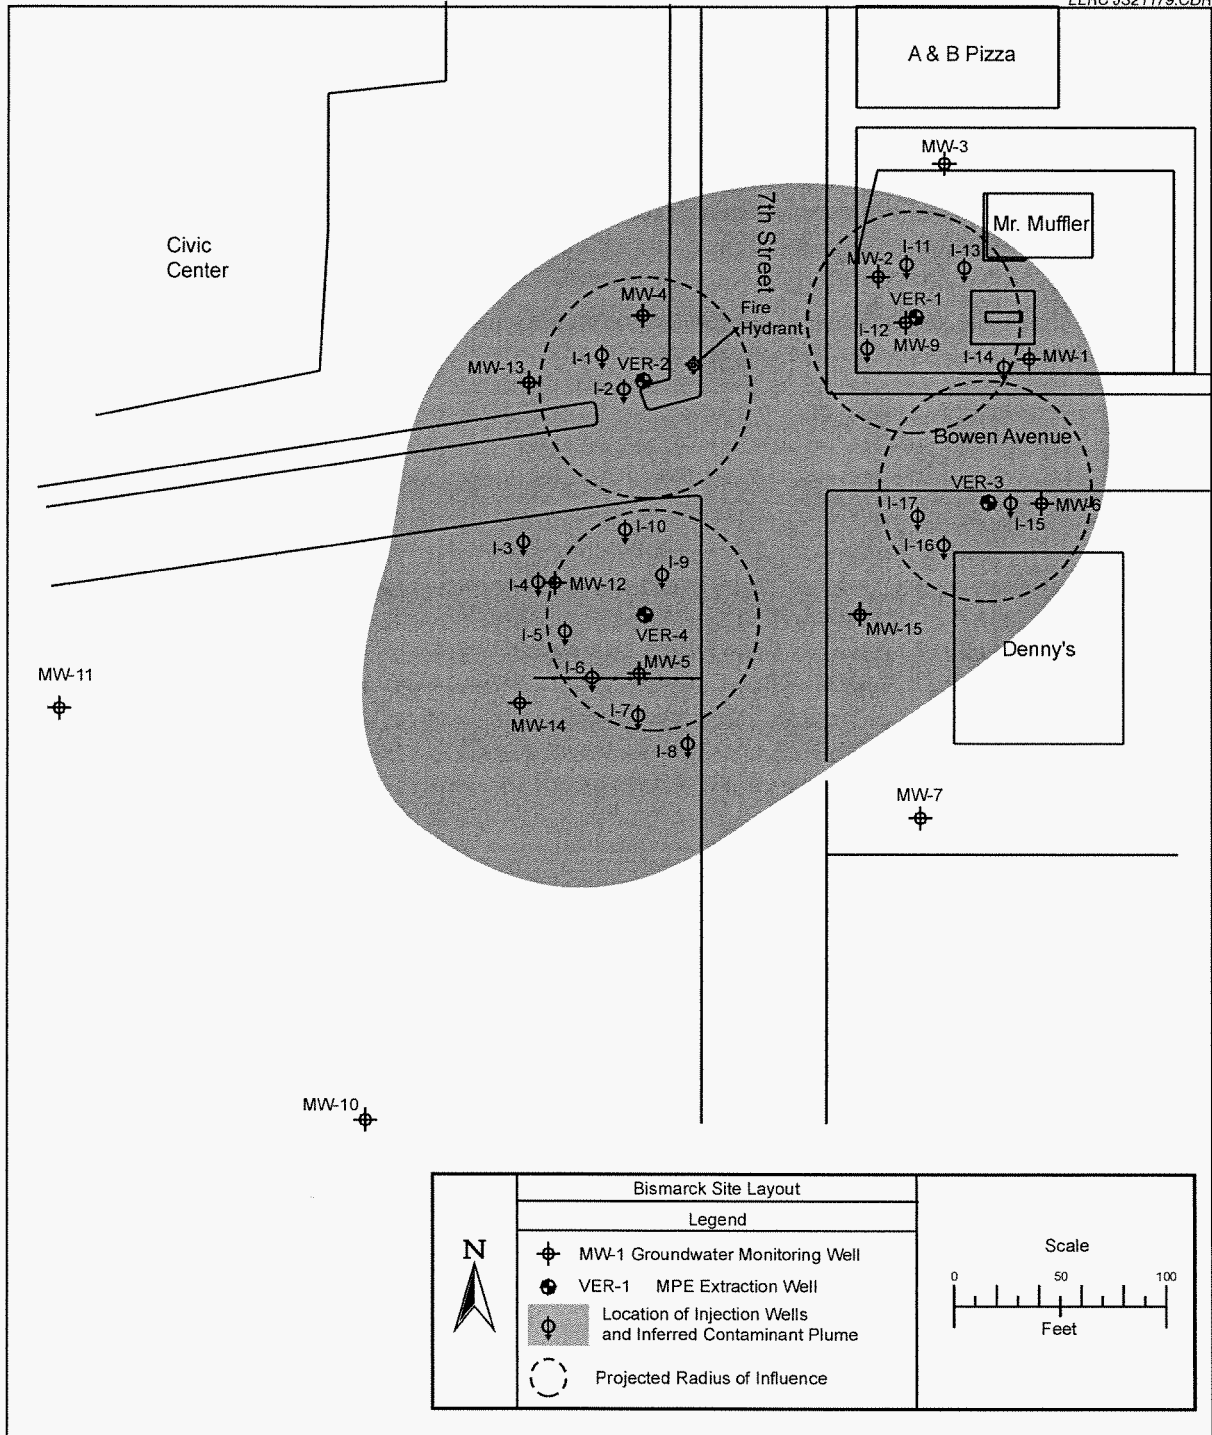 A & B Pizza
MW-3
7th Street
Mr. Muffler
Civic
Center
I-11
I-13
MW-2
MW-4
VER-1
Fire
Hydrant
I-12
MW-9
I-1
VER-2
I-14
MW-1
MW-13
I-2
Bowen Avenue
VER-3
I-17
MW-6
I-15
I-10
I-3
I-16
I-9
I-4
MW-12
I-5
VER-4
MW-15
Denny's
MW-11
I-6
MW-5
I-7
MW-14
I-8
MW-7
MW-10
Bismarck Site Layout
Legend
N
MW-1 Groundwater Monitoring Well
VER-1 MPE Extraction Well
Location of Injection Wells
and Inferred Contaminant Plume
Projected Radius of Influence
Scale
0 50 100
Feet